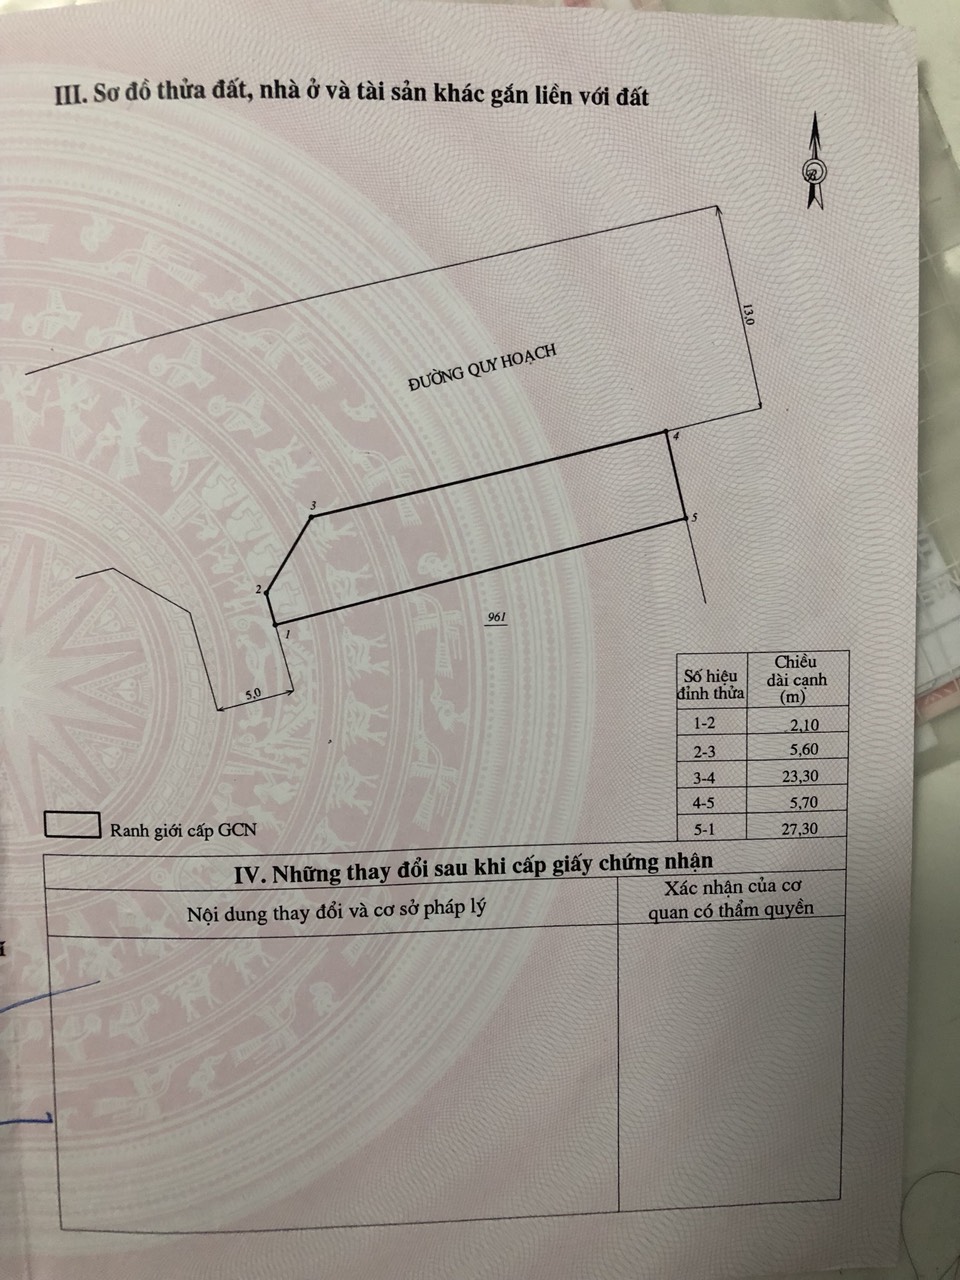 III. Sơ đồ thửa đất, nhà ở và tài sản khác gắn liền với đất
13,0
ĐƯỜNG QUY HOẠCH
4
3
5
2
1
961
5,0
Số hiệu đỉnh thửa
Chiều dài cạnh (m)
1-2 2,10
2-3 5,60
3-4 23,30
4-5 5,70
5-1 27,30
Ranh giới cấp GCN
IV. Những thay đổi sau khi cấp giấy chứng nhận
Nội dung thay đổi và cơ sở pháp lý
Xác nhận của cơ
quan có thẩm quyền